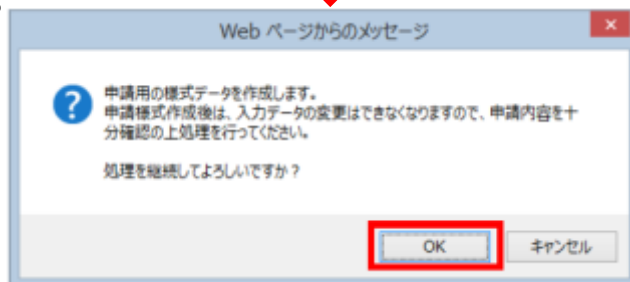 Web ページからのメッセージ
申請用の様式データを作成します。
申請様式作成後は、入力データの変更はできなくなりますので、申請内容を十
分確認の上処理を行ってください。
処理を継続してよろしいですか？
OK
キャンセル